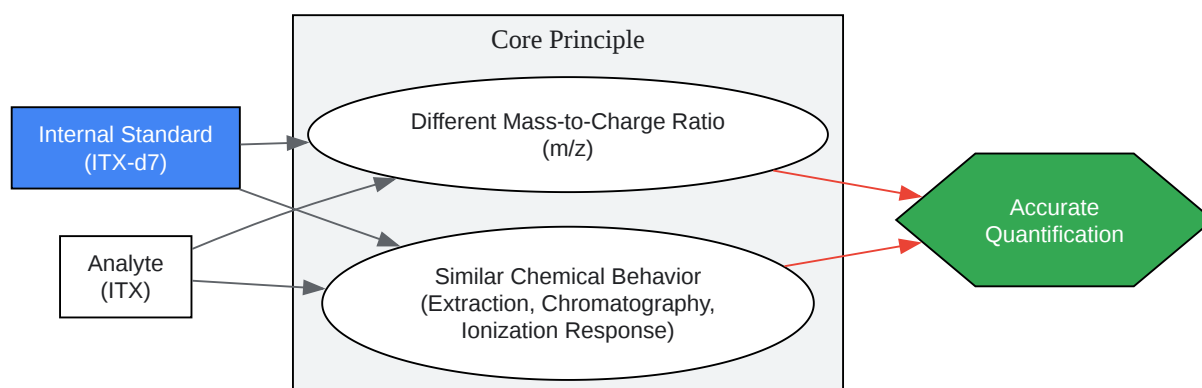 Core Principle
Internal Standard
(ITX-d7)
Different Mass-to-Charge Ratio
(m/z)
Analyte
(ITX)
Similar Chemical Behavior
(Extraction, Chromatography,
Ionization Response)
Accurate
Quantification